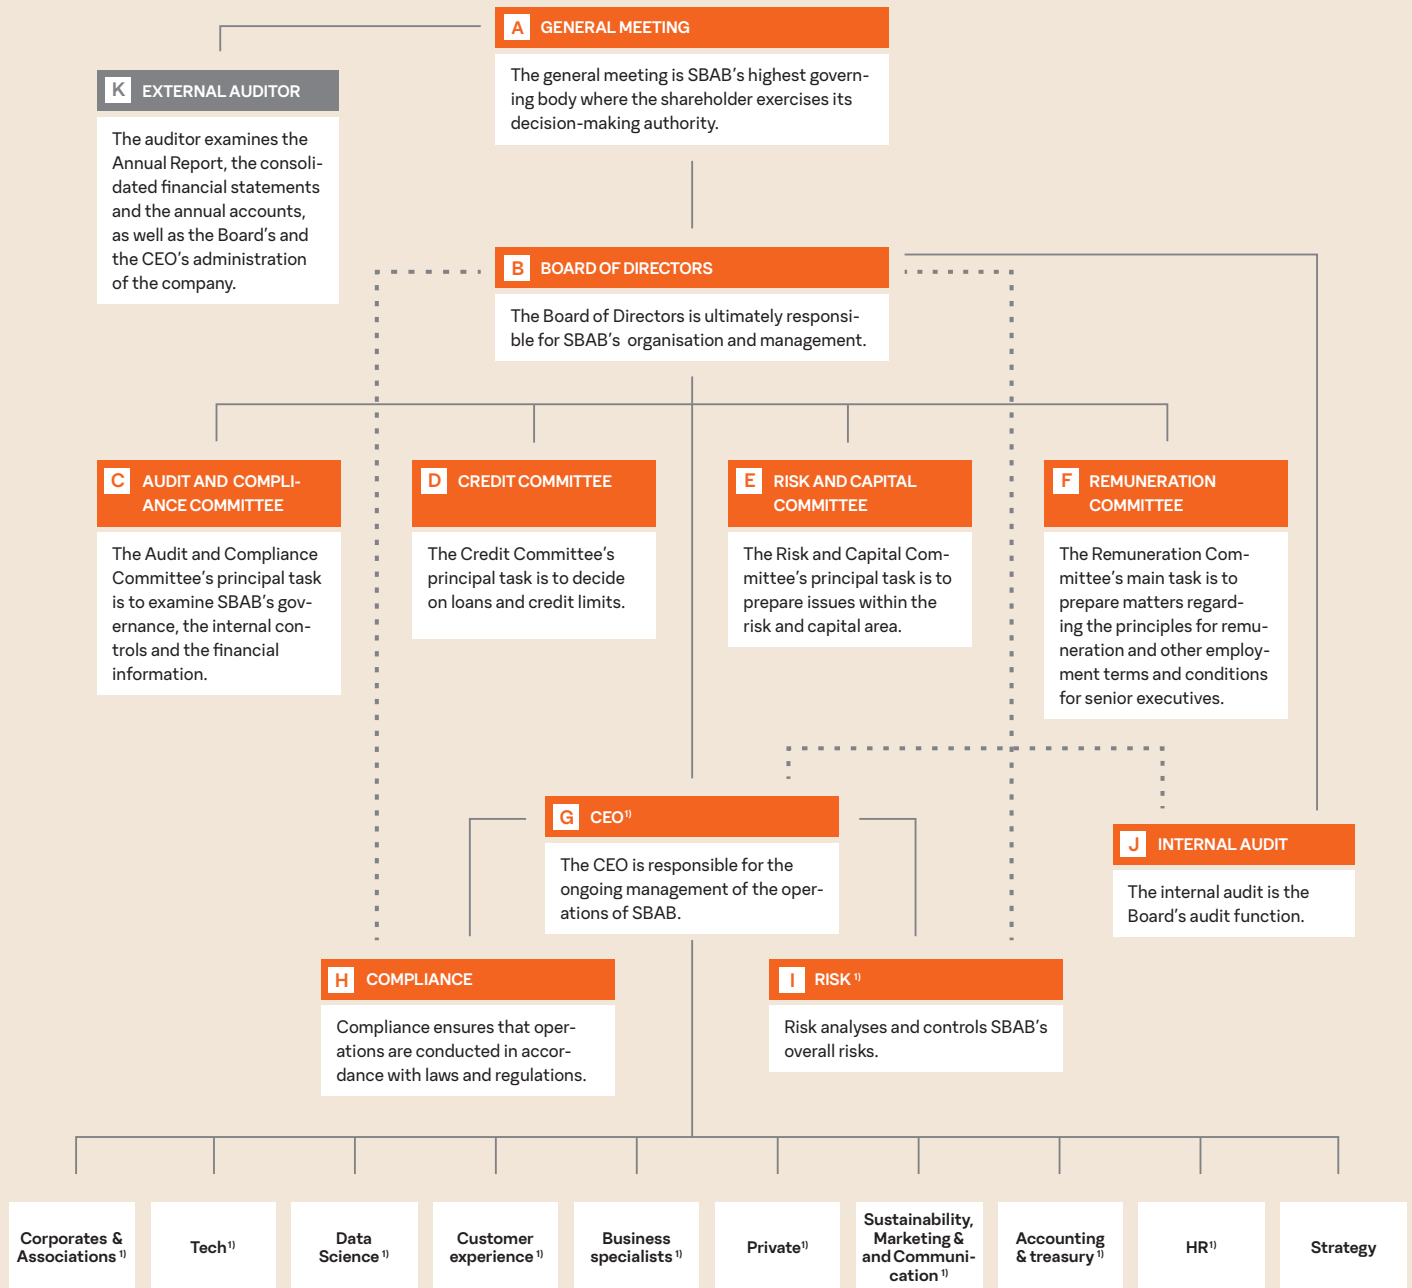 A GENERAL MEETING
The general meeting is SBAB's highest govern-
ing body where the shareholder exercises its
decision-making authority.
K EXTERNAL AUDITOR
The auditor examines the
Annual Report, the consoli-
dated financial statements
and the annual accounts,
as well as the Board's and
the CEO's administration
of the company.
B BOARD OF DIRECTORS
The Board of Directors is ultimately responsi-
ble for SBAB's organisation and management.
C AUDIT AND COMPLI-
ANCE COMMITTEE
The Audit and Compliance
Committee's principal task
is to examine SBAB's gov-
ernance, the internal con-
trols and the financial
information.
D CREDIT COMMITTEE
The Credit Committee's
principal task is to decide
on loans and credit limits.
E RISK AND CAPITAL
COMMITTEE
The Risk and Capital Com-
mittee's principal task is to
prepare issues within the
risk and capital area.
F REMUNERATION
COMMITTEE
The Remuneration Com-
mittee's main task is to
prepare matters regard-
ing the principles for remu-
neration and other employ-
ment terms and conditions
for senior executives.
G CEO¹⁾
The CEO is responsible for the
ongoing management of the oper-
ations of SBAB.
J INTERNAL AUDIT
The internal audit is the
Board's audit function.
H COMPLIANCE
Compliance ensures that oper-
ations are conducted in accor-
dance with laws and regulations.
I RISK ¹⁾
Risk analyses and controls SBAB's
overall risks.
Corporates &
Associations ¹⁾
Tech ¹⁾
Data
Science ¹⁾
Customer
experience ¹⁾
Business
specialists ¹⁾
Private¹⁾
Sustainability,
Marketing &
and Communi-
cation ¹⁾
Accounting
& treasury ¹⁾
HR ¹⁾
Strategy